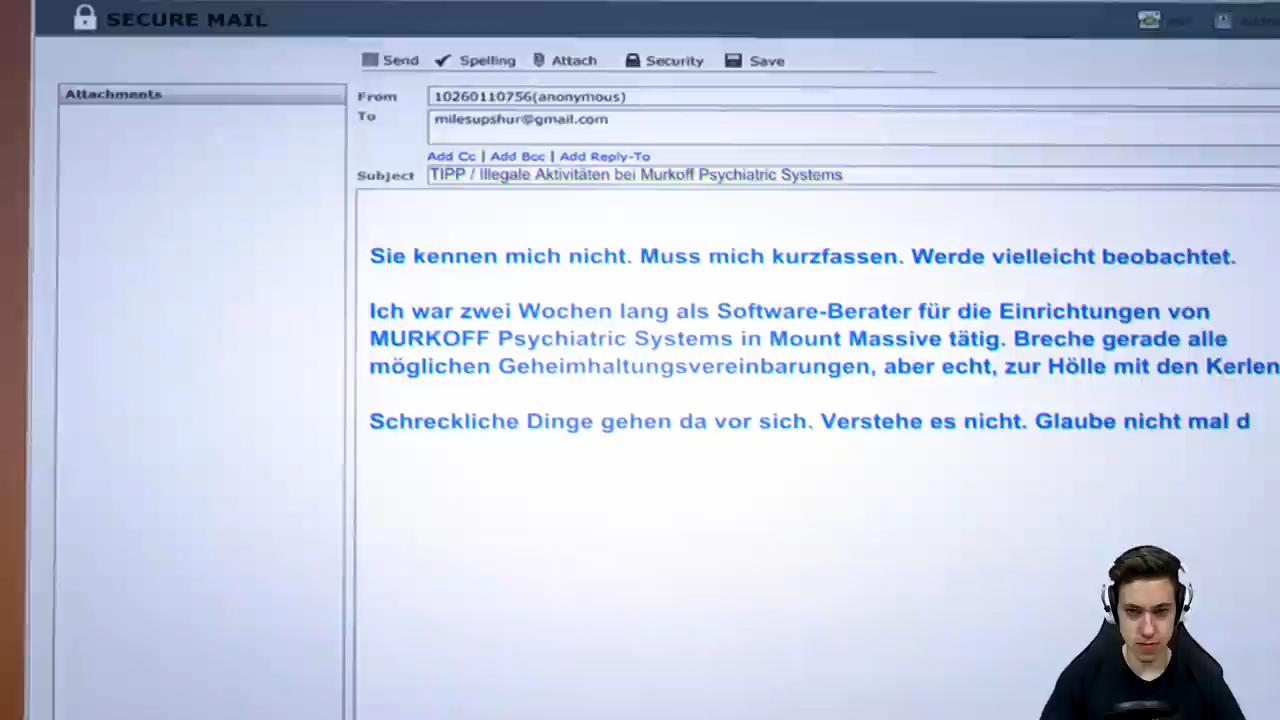 SECURE MAIL
Send Spelling Attach Security Save
Attachments
From 10260110756(anonymous)
To milesupshur@gmail.com
Add Cc | Add Bcc | Add Reply-To
Subject TIPP / Illegale Aktivitäten bei Murkoff Psychiatric Systems
Sie kennen mich nicht. Muss mich kurzfassen. Werde vielleicht beobachtet.
Ich war zwei Wochen lang als Software-Berater für die Einrichtungen von
MURKOFF Psychiatric Systems in Mount Massive tätig. Breche gerade alle
möglichen Geheimhaltungsvereinbarungen, aber echt, zur Hölle mit den Kerlen
Schreckliche Dinge gehen da vor sich. Verstehe es nicht. Glaube nicht mal d